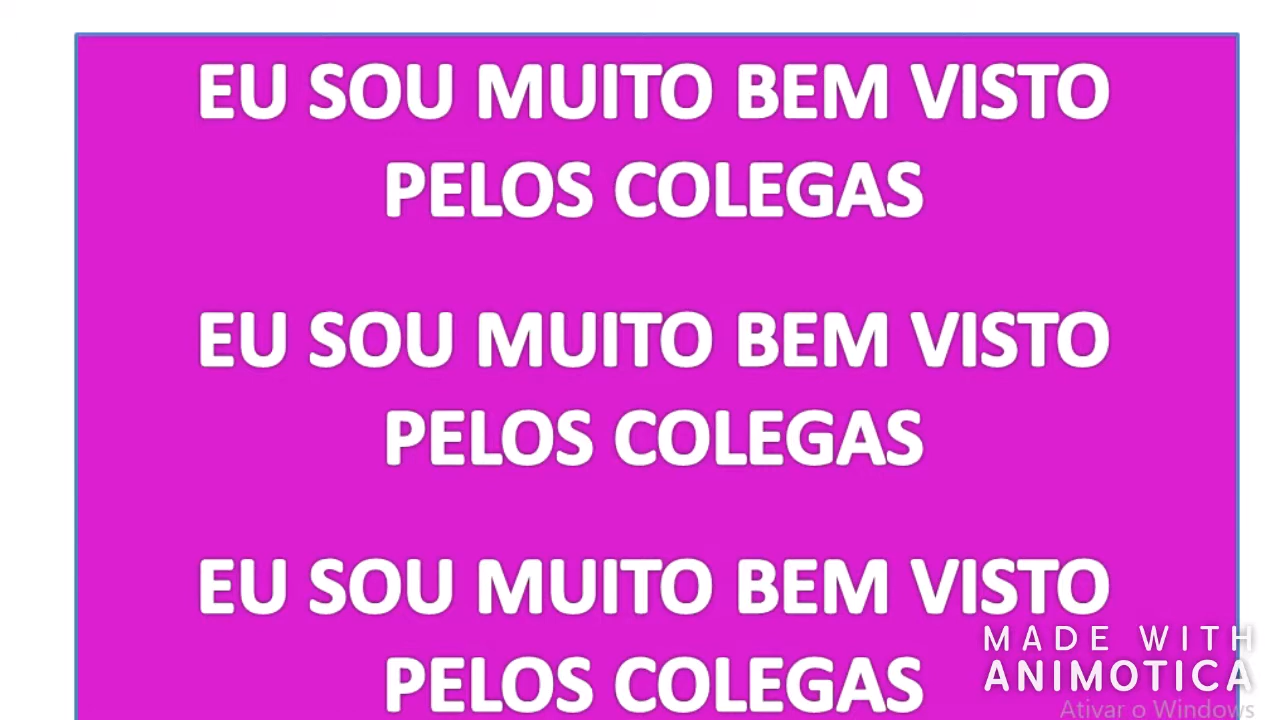 EU SOU MUITO BEM VISTO
PELOS COLEGAS
EU SOU MUITO BEM VISTO
PELOS COLEGAS
EU SOU MUITO BEM VISTO
PELOS COLEGAS
MADE WITH
ANIMOTICA
Ativar o Windows